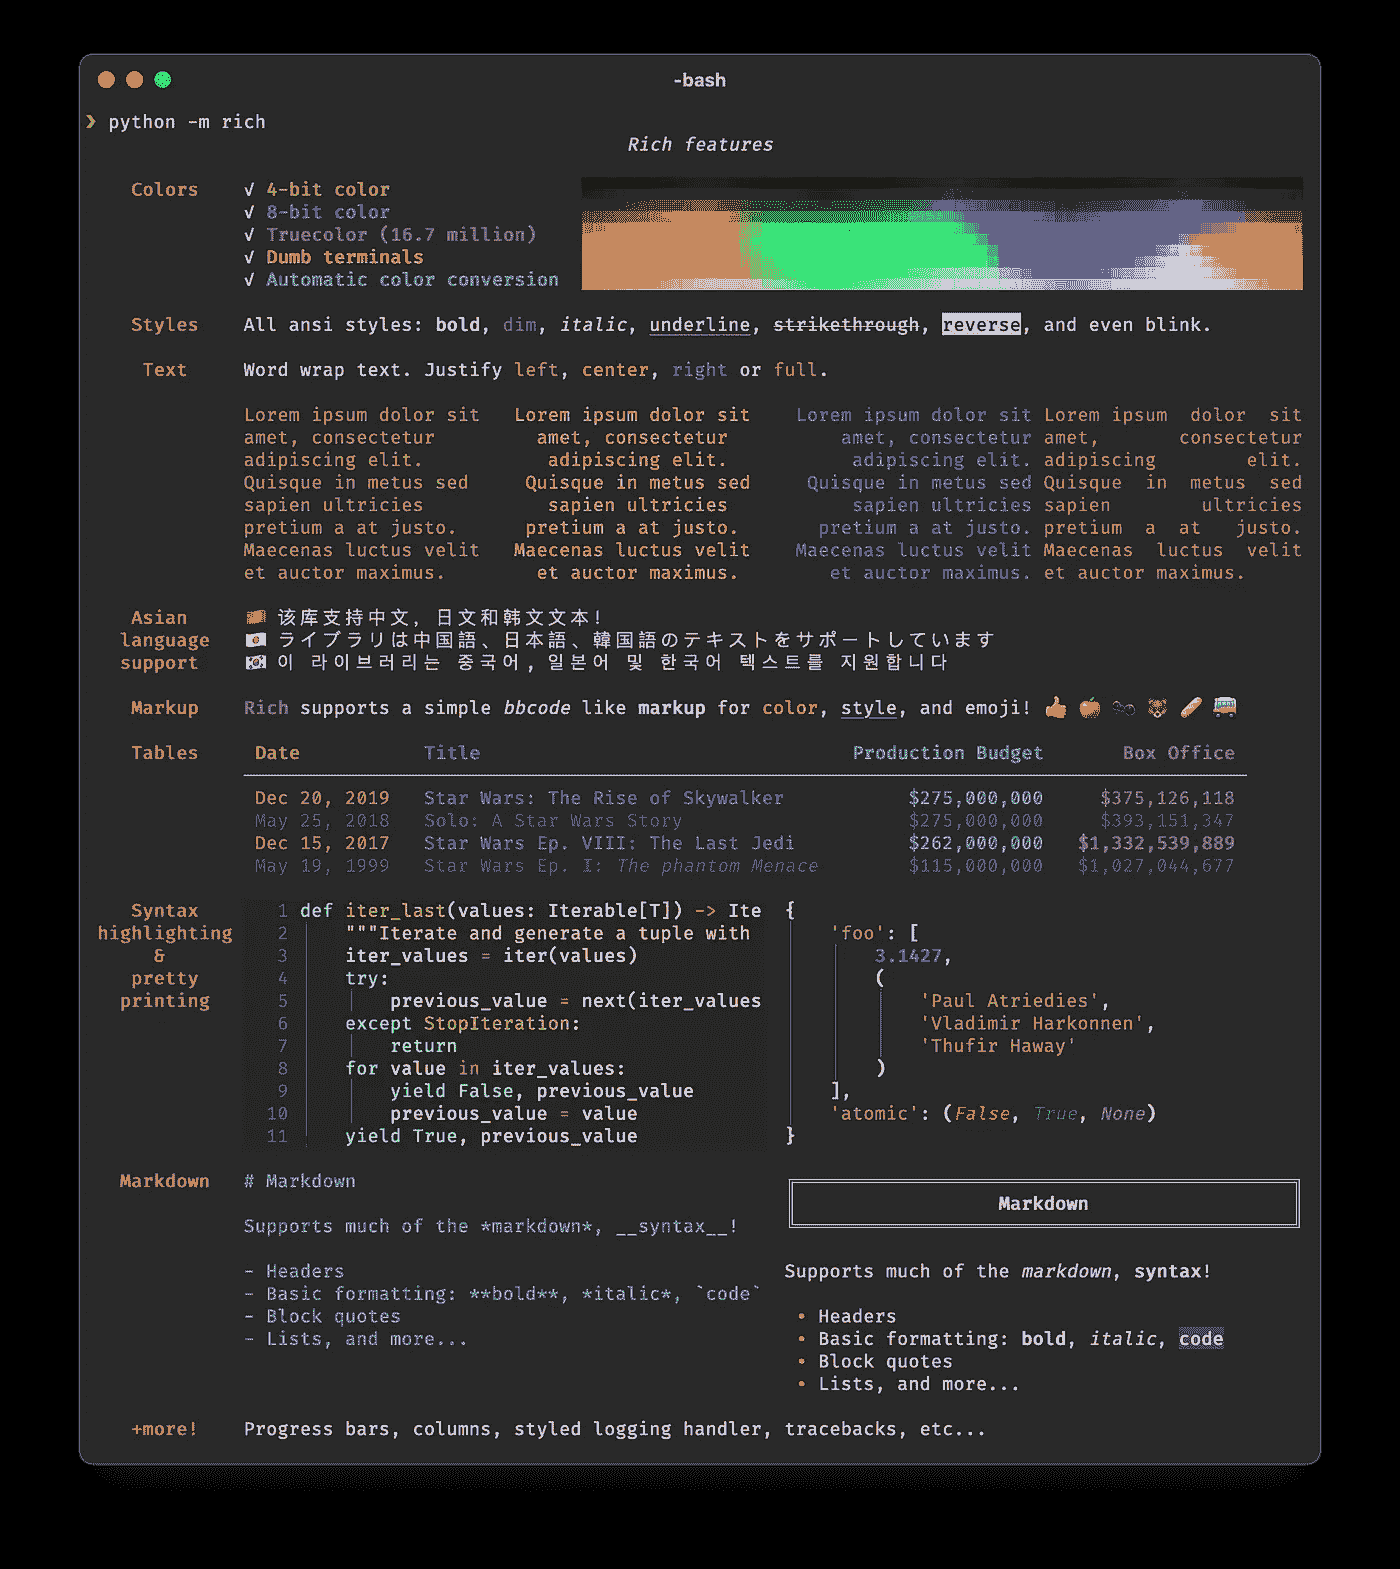 -bash
❯ python -m rich
Rich features
Colors ✓ 4-bit color
✓ 8-bit color
✓ Truecolor (16.7 million)
✓ Dumb terminals
✓ Automatic color conversion
Styles All ansi styles: bold, dim, italic, underline, strikethrough, reverse, and even blink.
Text Word wrap text. Justify left, center, right or full.
Lorem ipsum dolor sit
amet, consectetur
adipiscing elit.
Quisque in metus sed
sapien ultricies
pretium a at justo.
Maecenas luctus velit
et auctor maximus.
Lorem ipsum dolor sit
amet, consectetur
adipiscing elit.
Quisque in metus sed
sapien ultricies
pretium a at justo.
Maecenas luctus velit
et auctor maximus.
Lorem ipsum dolor sit
amet, consectetur
adipiscing elit.
Quisque in metus sed
sapien ultricies
pretium a at justo.
Maecenas luctus velit
et auctor maximus.
Lorem ipsum dolor sit
amet, consectetur
adipiscing elit.
Quisque in metus sed
sapien ultricies
pretium a at justo.
Maecenas luctus velit
et auctor maximus.
Asian
language
support
该库支持中文，日文和韩文文本！
ライブラリは中国語、日本語、韓国語のテキストをサポートしています
이 라이브러리는 중국어, 일본어 및 한국어 텍스트를 지원합니다
Markup Rich supports a simple bbcode like markup for color, style, and emoji! 👍 🍎 🐜 🐻 🥖 🚌
Tables Date Title Production Budget Box Office
Dec 20, 2019 Star Wars: The Rise of Skywalker $275,000,000 $375,126,118
May 25, 2018 Solo: A Star Wars Story $275,000,000 $393,151,347
Dec 15, 2017 Star Wars Ep. VIII: The Last Jedi $262,000,000 $1,332,539,889
May 19, 1999 Star Wars Ep. I: The phantom Menace $115,000,000 $1,027,044,677
Syntax
highlighting
&
pretty
printing
1 def iter_last(values: Iterable[T]) -> Ite
2 """Iterate and generate a tuple with
3 iter_values = iter(values)
4 try:
5 previous_value = next(iter_values
6 except StopIteration:
7 return
8 for value in iter_values:
9 yield False, previous_value
10 previous_value = value
11 yield True, previous_value
{
'foo': [
3.1427,
(
'Paul Atriedies',
'Vladimir Harkonnen',
'Thufir Haway'
)
],
'atomic': (False, True, None)
}
Markdown
# Markdown
Supports much of the *markdown*, __syntax__!
- Headers
- Basic formatting: **bold**, *italic*, `code`
- Block quotes
- Lists, and more...
Markdown
Supports much of the markdown, syntax!
• Headers
• Basic formatting: bold, italic, code
• Block quotes
• Lists, and more...
+more! Progress bars, columns, styled logging handler, tracebacks, etc...